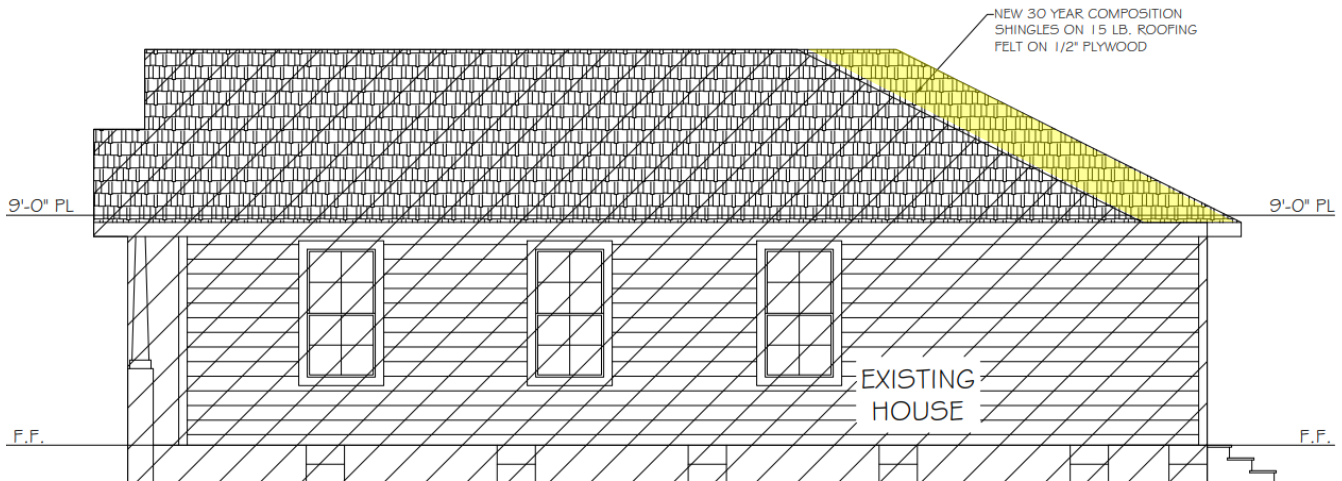 NEW 30 YEAR COMPOSITION
SHINGLES ON 15 LB. ROOFING
FELT ON 1/2" PLYWOOD
9'-0" PL
9'-0" PL
EXISTING
HOUSE
F.F.
F.F.